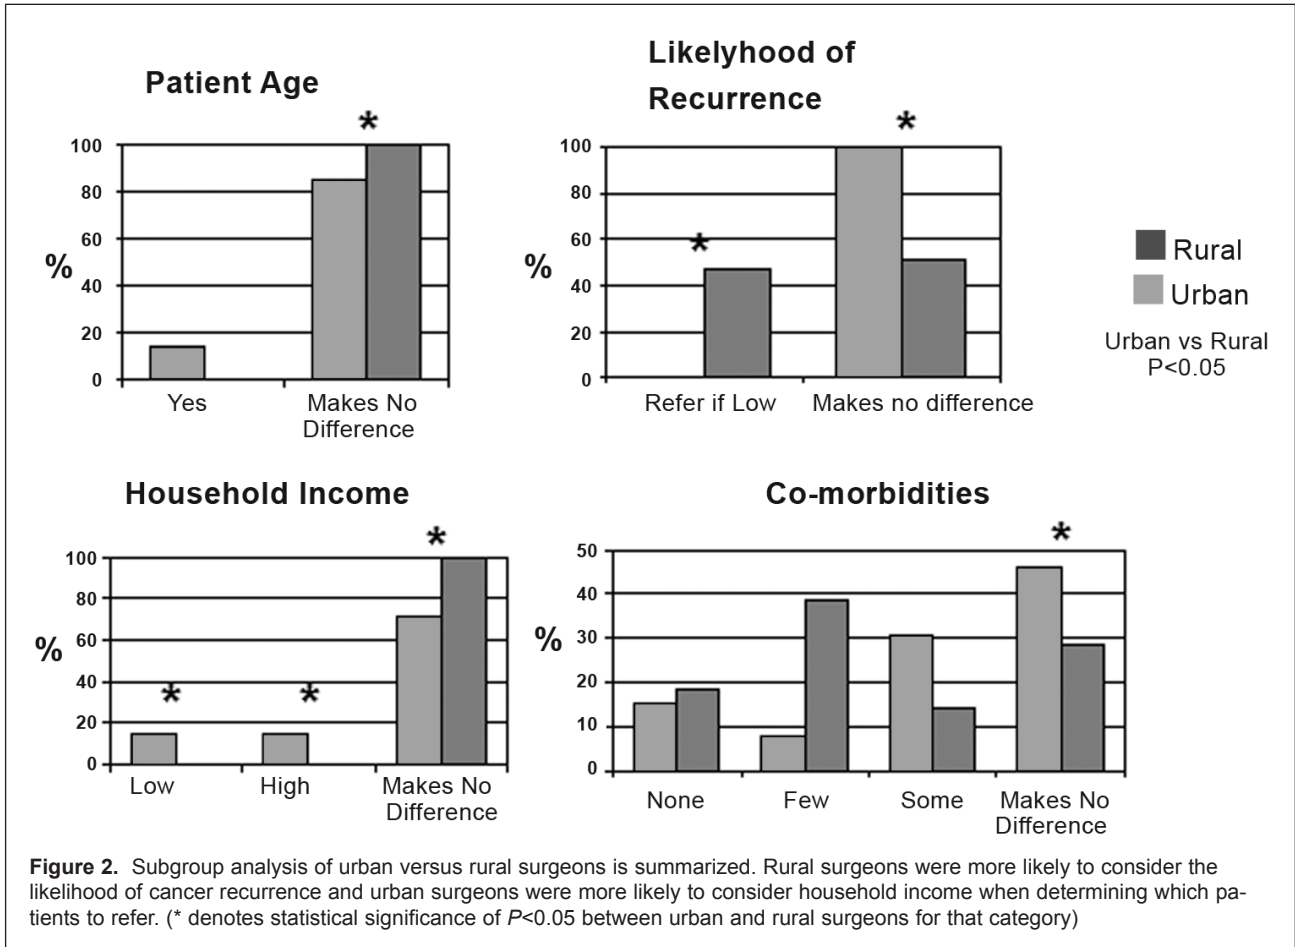 Patient Age
*
100
80
60
40
20
0
%
Yes
Makes No
Difference
Likelyhood of
Recurrence
*
*
100
80
60
40
20
0
%
Refer if Low
Makes no difference
Rural
Urban
Urban vs Rural
P<0.05
Household Income
*
*
*
100
80
60
40
20
0
%
Low
High
Makes No
Difference
Co-morbidities
*
50
40
30
20
10
0
%
None
Few
Some
Makes No
Difference
Figure 2. Subgroup analysis of urban versus rural surgeons is summarized. Rural surgeons were more likely to consider the
likelihood of cancer recurrence and urban surgeons were more likely to consider household income when determining which pa-
tients to refer. (* denotes statistical significance of P<0.05 between urban and rural surgeons for that category)